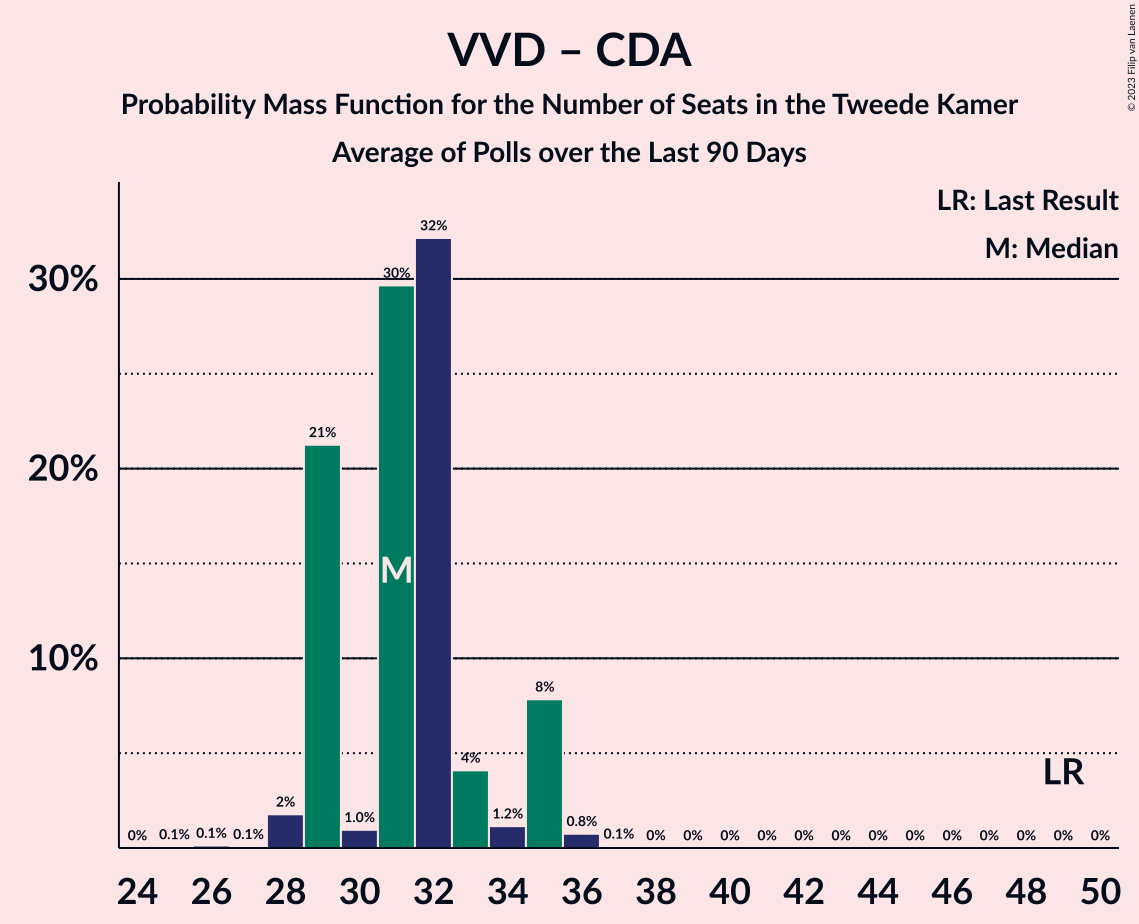 VVD – CDA
Probability Mass Function for the Number of Seats in the Tweede Kamer
Average of Polls over the Last 90 Days
© 2023 Filip van Laenen
LR: Last Result
M: Median
30%
20%
10%
0% 0.1% 0.1% 0.1% 2% 21% 1.0% 30% 32% 4% 1.2% 8% 0.8% 0.1% 0% 0% 0% 0% 0% 0% 0% 0% 0% 0% 0% 0% 0%
M
LR
24 26 28 30 32 34 36 38 40 42 44 46 48 50